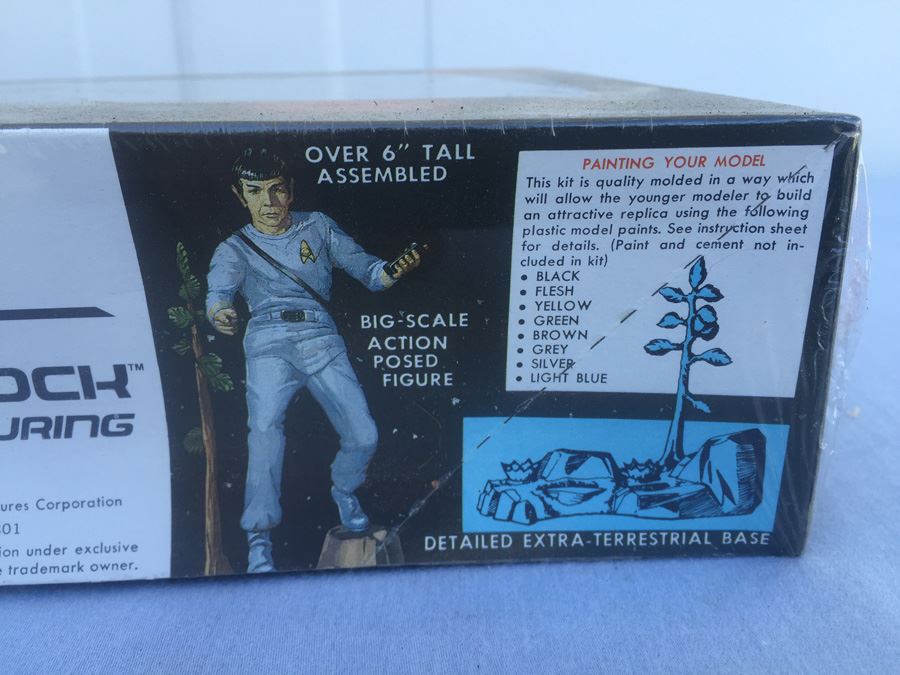 OCK™
URING
ures Corporation
01
ion under exclusive
trademark owner.
OVER 6" TALL
ASSEMBLED
BIG-SCALE
ACTION
POSED
FIGURE
PAINTING YOUR MODEL
This kit is quality molded in a way which
will allow the younger modeler to build
an attractive replica using the following
plastic model paints. See instruction sheet
for details. (Paint and cement not in-
cluded in kit)
• BLACK
• FLESH
• YELLOW
• GREEN
• BROWN
• GREY
• SILVER
• LIGHT BLUE
DETAILED EXTRA-TERRESTRIAL BASE